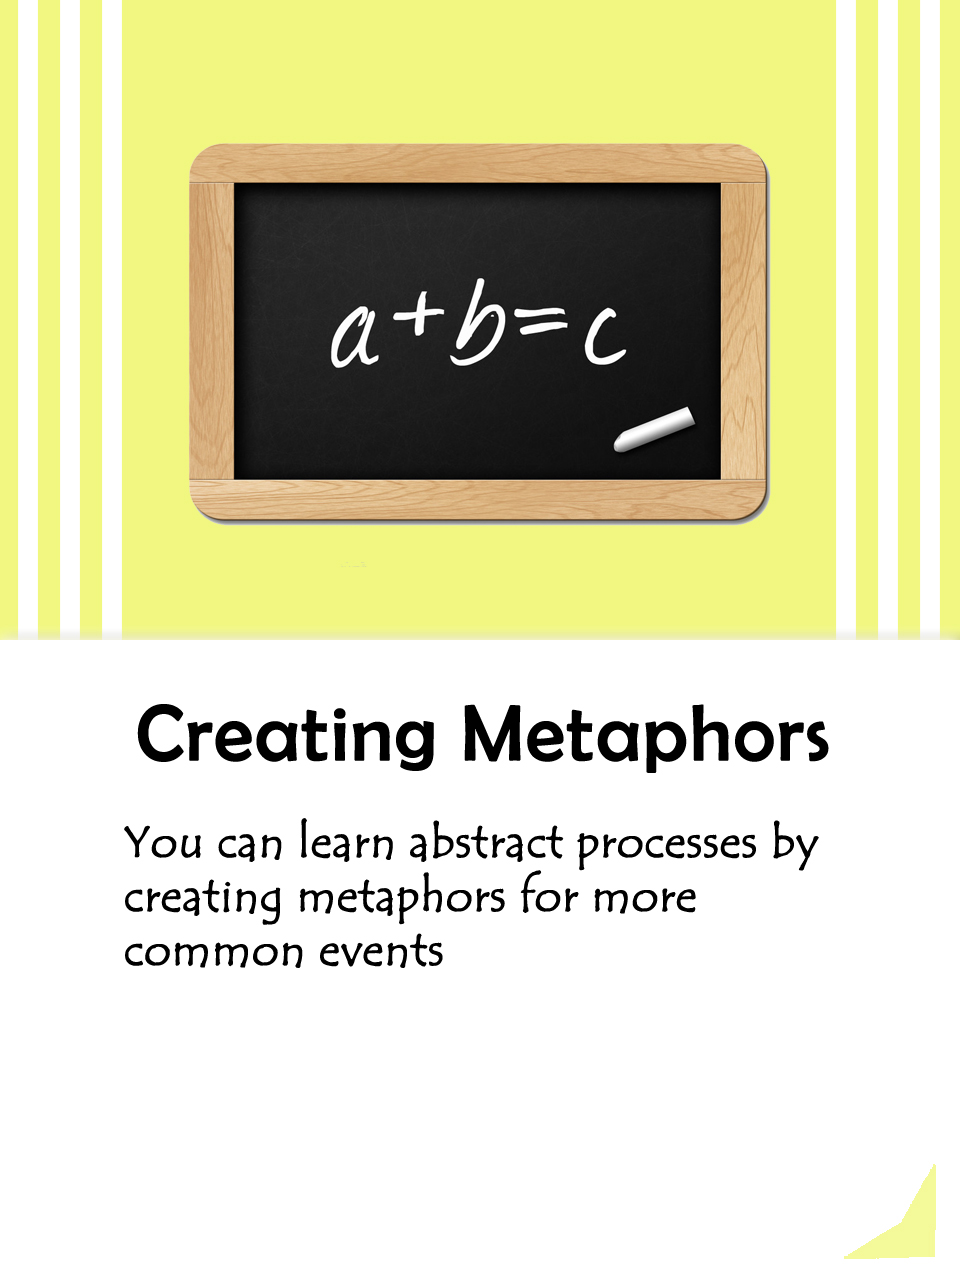 a+b=c
Creating Metaphors
You can learn abstract processes by
creating metaphors for more
common events